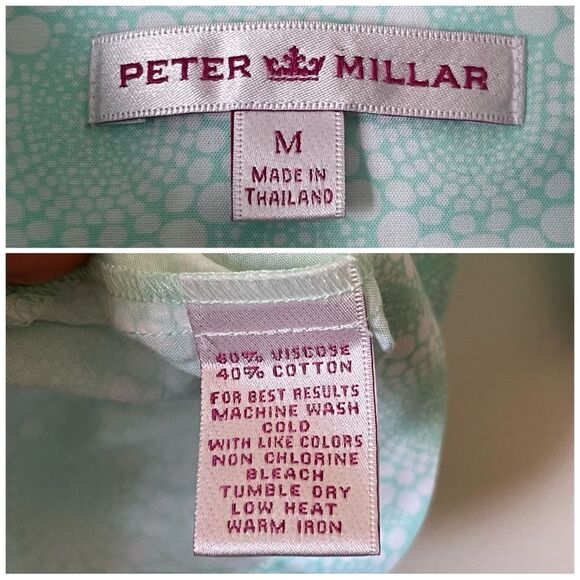 PETER MILLAR
M
MADE IN
THAILAND
60% VISCOSE
40% COTTON
FOR BEST RESULTS
MACHINE WASH
COLD
WITH LIKE COLORS
NON CHLORINE
BLEACH
TUMBLE DRY
LOW HEAT
WARM IRON